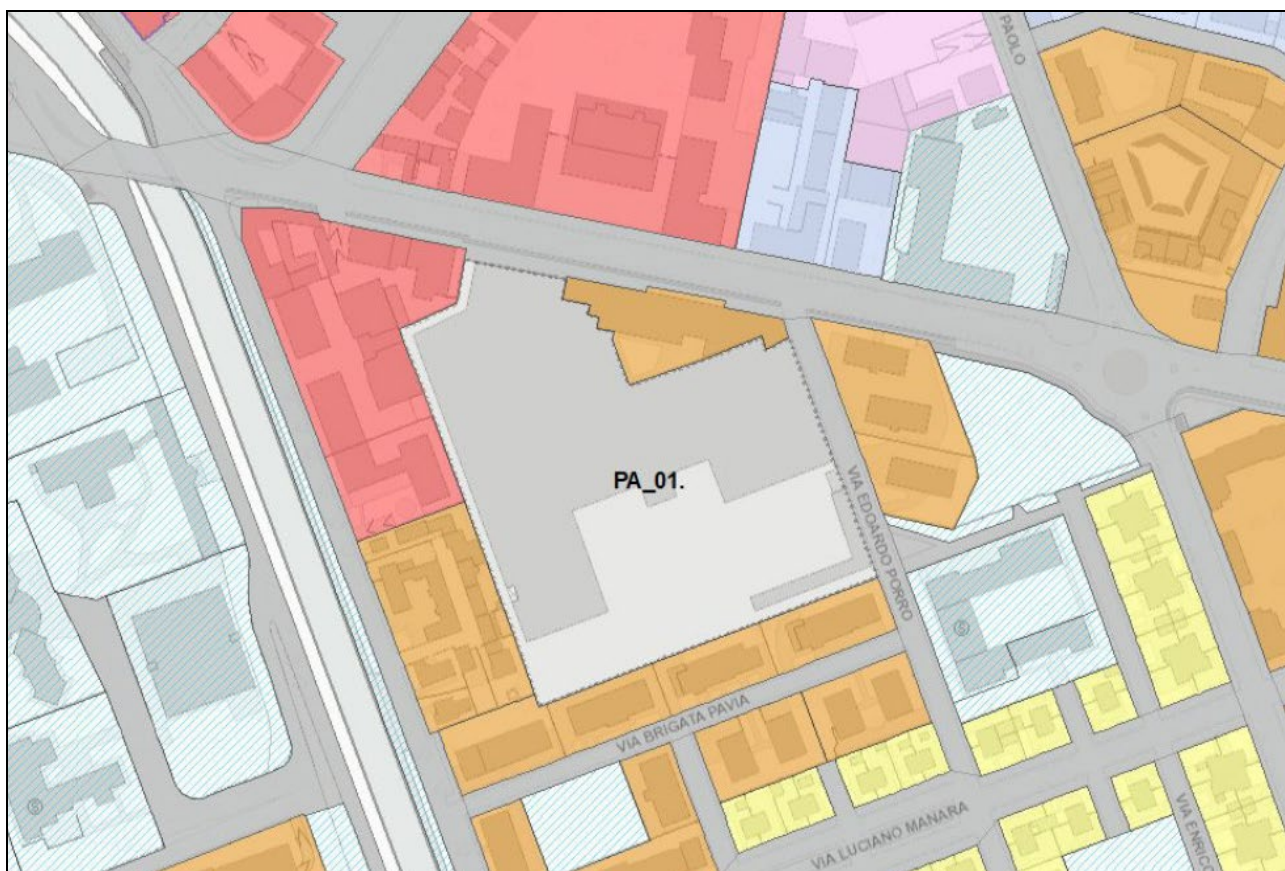 PAOLO
PA_01.
VIA EDOARDO PORRO
S
VIA BRIGATA PAVIA
S
VIA LUCIANO MANARA
VIA ENRICO